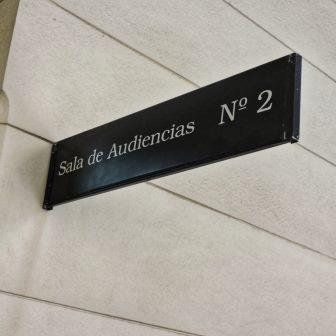 Sala de Audiencias Nº 2